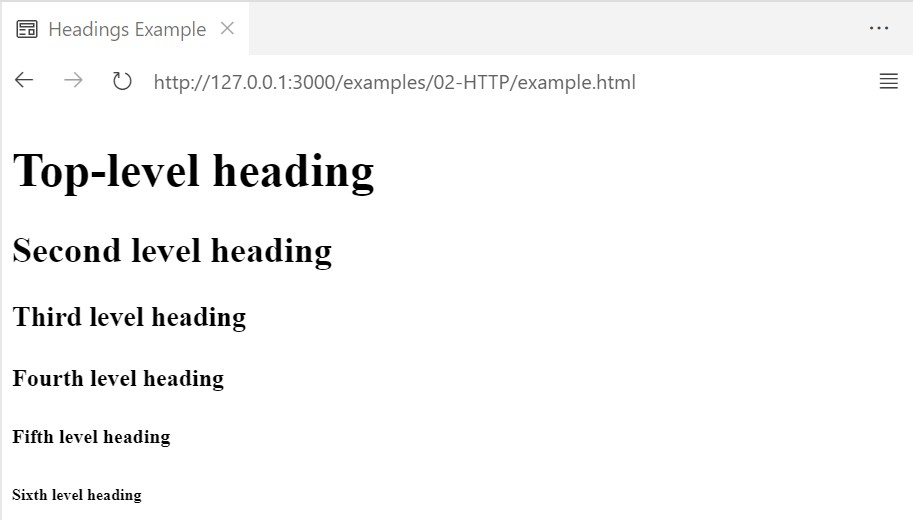 Headings Example
http://127.0.0.1:3000/examples/02-HTTP/example.html
Top-level heading
Second level heading
Third level heading
Fourth level heading
Fifth level heading
Sixth level heading